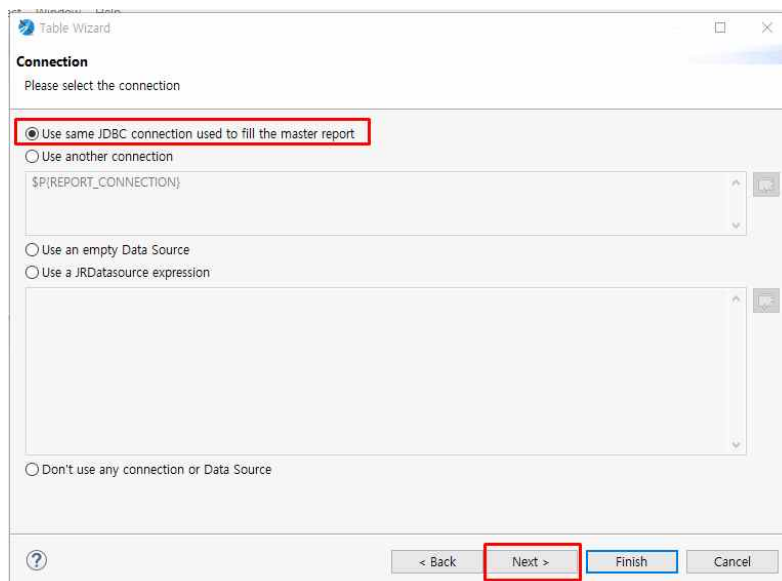 Window Help
Table Wizard
Connection
Please select the connection
Use same JDBC connection used to fill the master report
Use another connection
$P{REPORT_CONNECTION}
Use an empty Data Source
Use a JRDatasource expression
Don't use any connection or Data Source
?
< Back Next > Finish Cancel